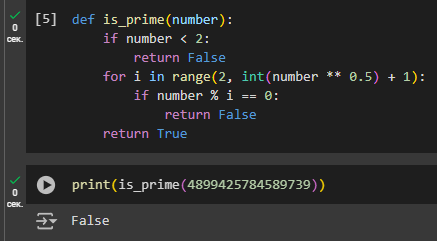 [5] def is_prime(number):
if number < 2:
return False
for i in range(2, int(number ** 0.5) + 1):
if number % i == 0:
return False
return True
0
сек.
print(is_prime(4899425784589739))
0
сек.
False